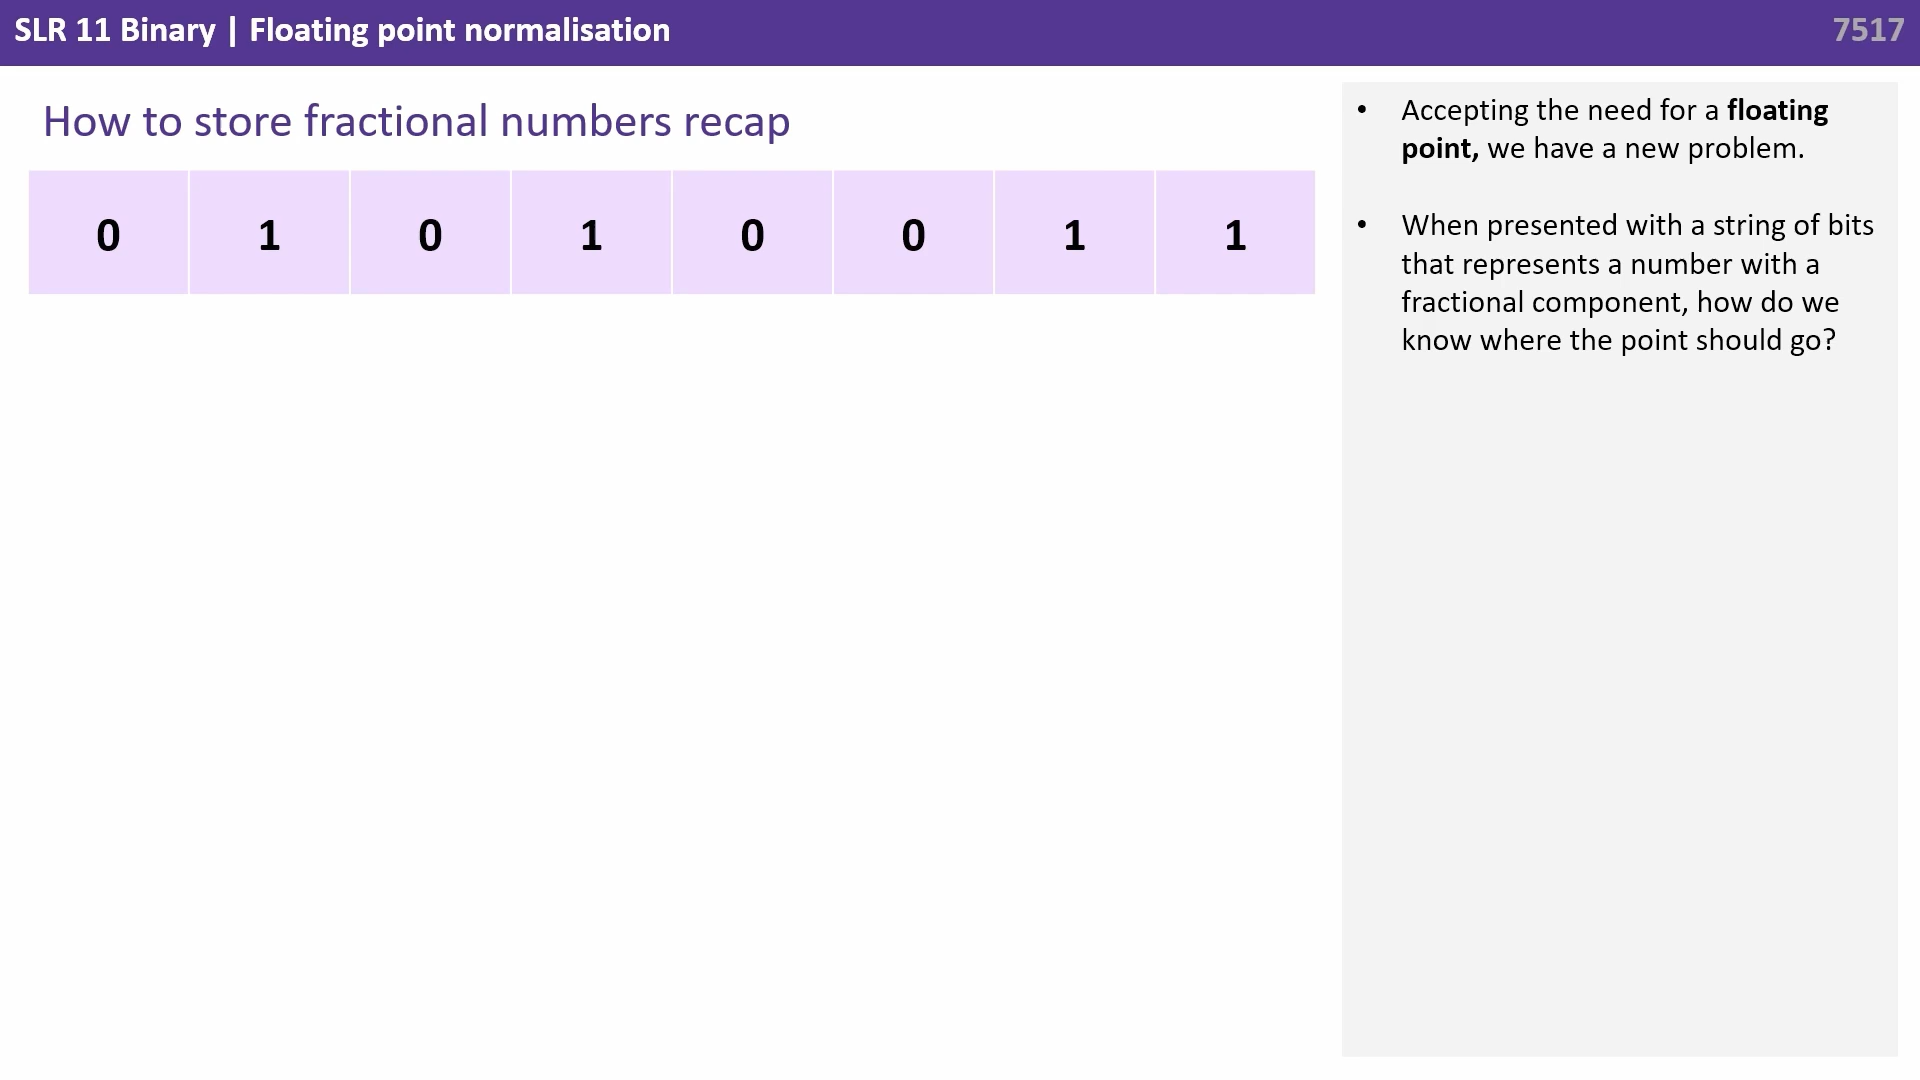 SLR 11 Binary | Floating point normalisation
7517
How to store fractional numbers recap
0 1 0 1 0 0 1 1
• Accepting the need for a floating
point, we have a new problem.
• When presented with a string of bits
that represents a number with a
fractional component, how do we
know where the point should go?